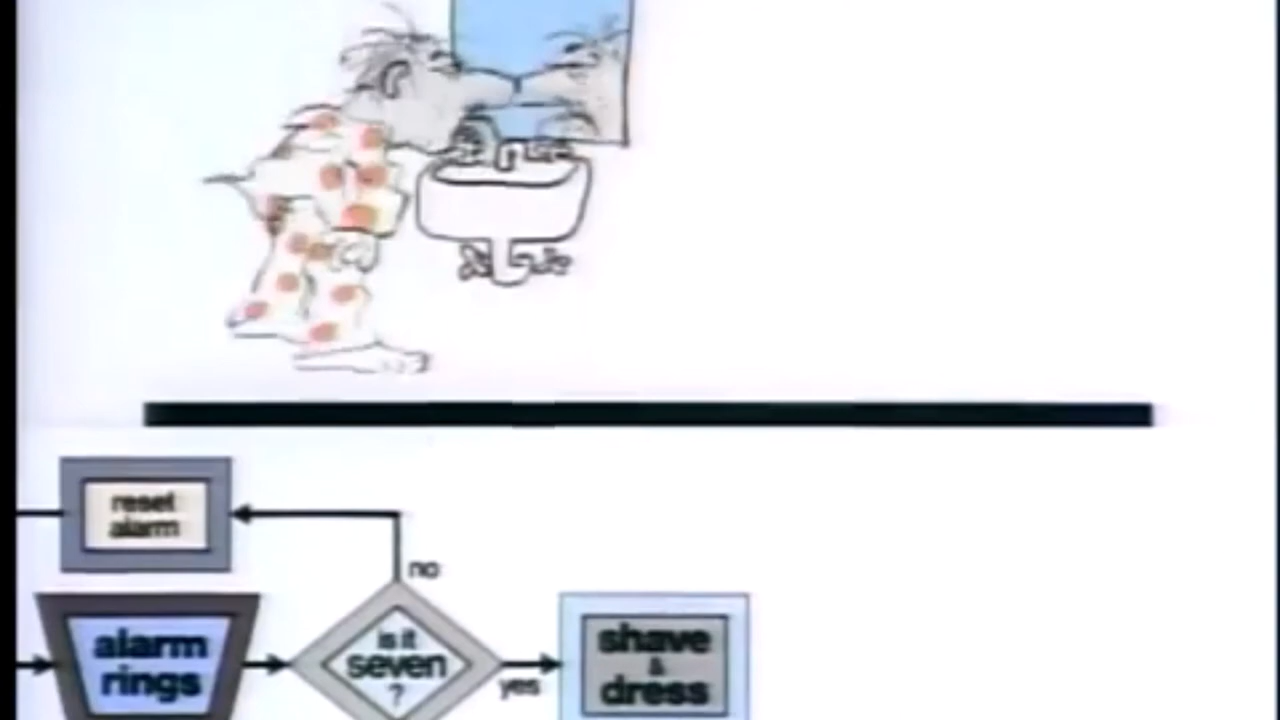 reset
alarm
no
alarm
rings
is it
seven
?
yes
shave
&
dress